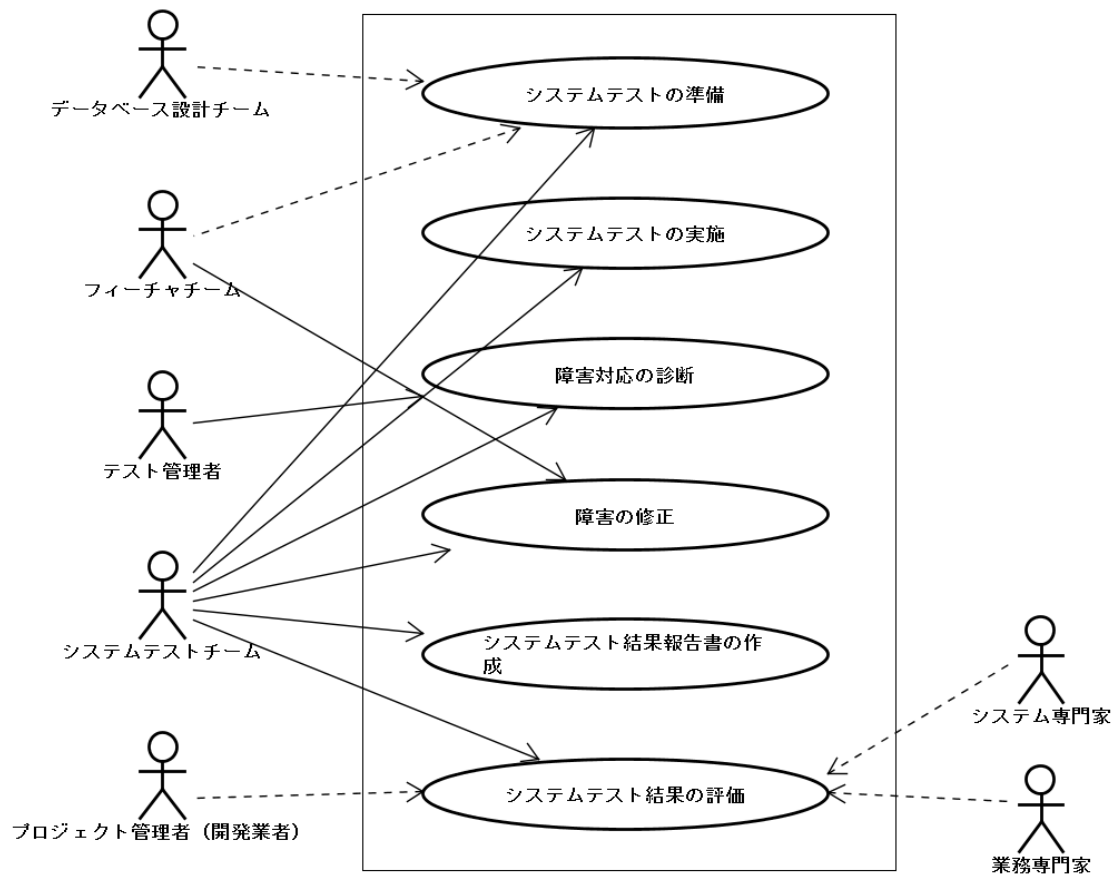 データベース設計チーム
システムテストの準備
フィーチャチーム
システムテストの実施
テスト管理者
障害対応の診断
障害の修正
システムテストチーム
システムテスト結果報告書の作
成
プロジェクト管理者（開発業者）
システムテスト結果の評価
システム専門家
業務専門家